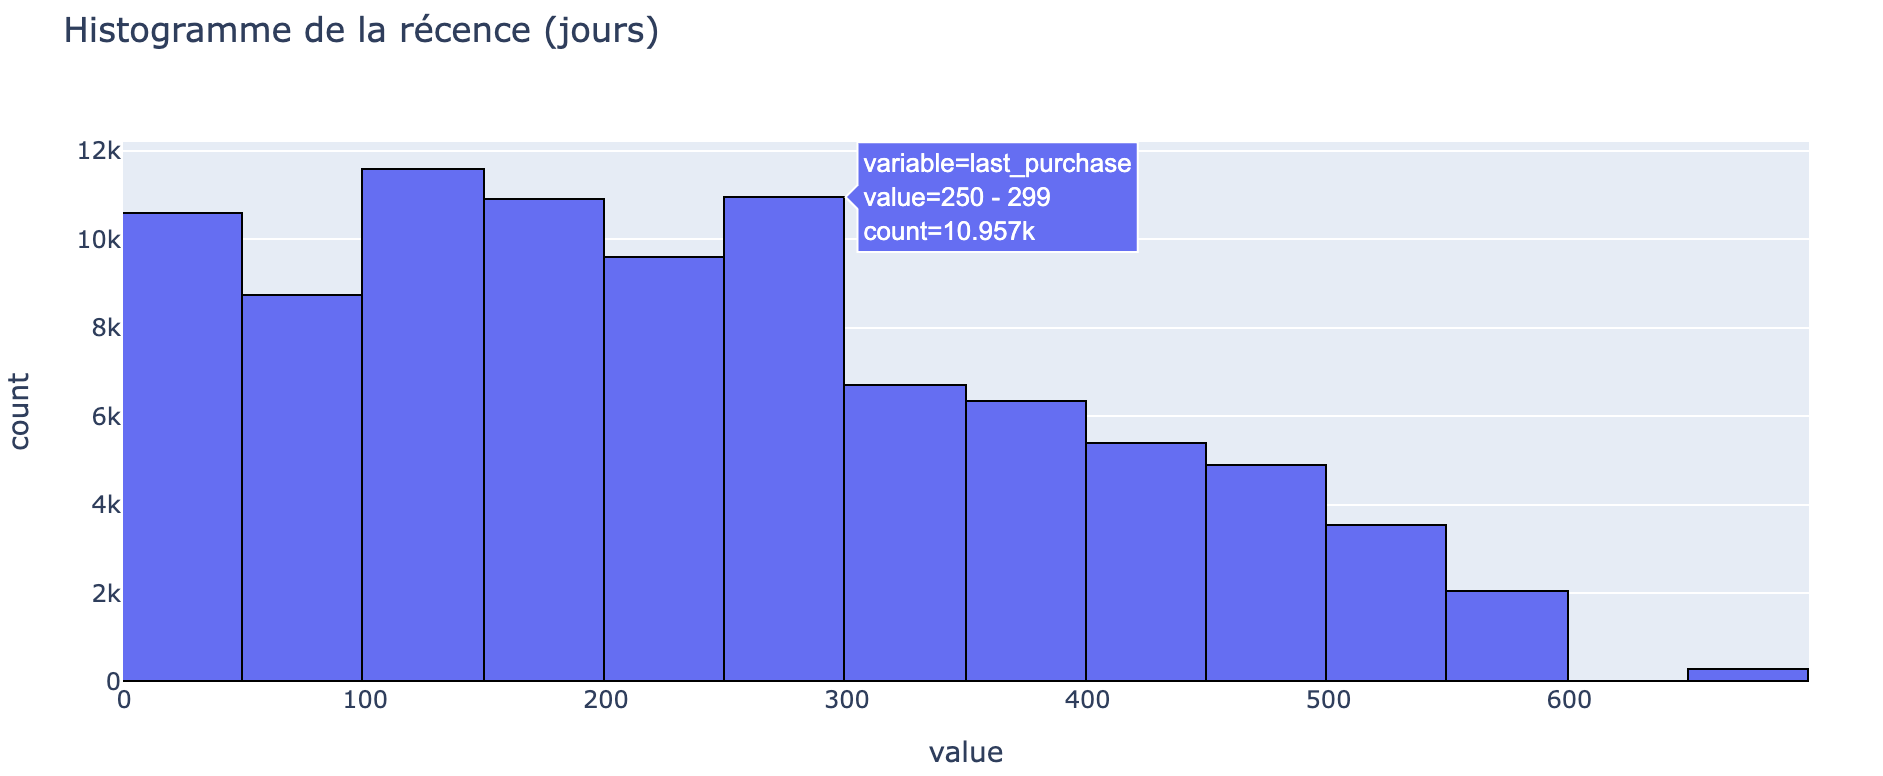 Histogramme de la récence (jours)
12k
10k
8k
6k
4k
2k
0
count
variable=last_purchase
value=250 - 299
count=10.957k
0 100 200 300 400 500 600
value